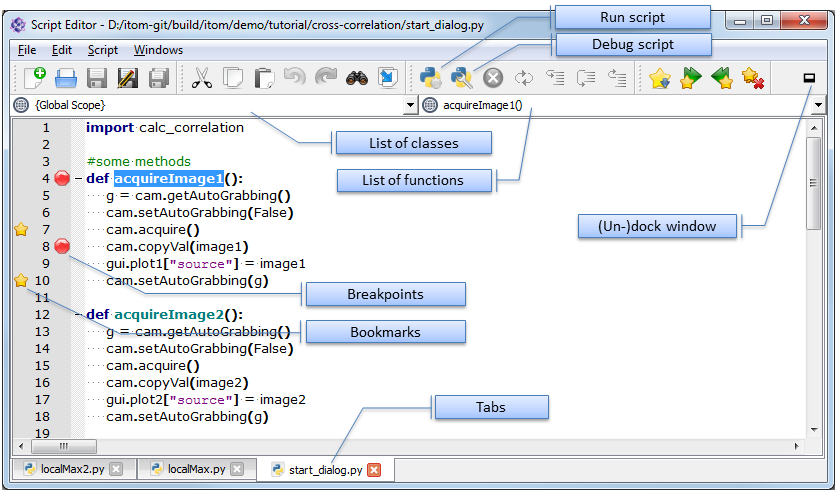 Script Editor - D:/itom-git/build/itom/demo/tutorial/cross-correlation/start_dialog.py
Run script
Debug script
File Edit Script Windows
{Global Scope} acquireImage1()
List of classes
List of functions
(Un-)dock window
Breakpoints
Bookmarks
Tabs
1 import calc_correlation
2
3 #some·methods
4 def acquireImage1():
5 ····g·=·cam.getAutoGrabbing()
6 ····cam.setAutoGrabbing(False)
7 ····cam.acquire()
8 ····cam.copyVal(image1)
9 ····gui.plot1["source"]·=·image1
10 ····cam.setAutoGrabbing(g)
11
12 def acquireImage2():
13 ····g·=·cam.getAutoGrabbing()
14 ····cam.setAutoGrabbing(False)
15 ····cam.acquire()
16 ····cam.copyVal(image2)
17 ····gui.plot2["source"]·=·image2
18 ····cam.setAutoGrabbing(g)
19
localMax2.py localMax.py start_dialog.py